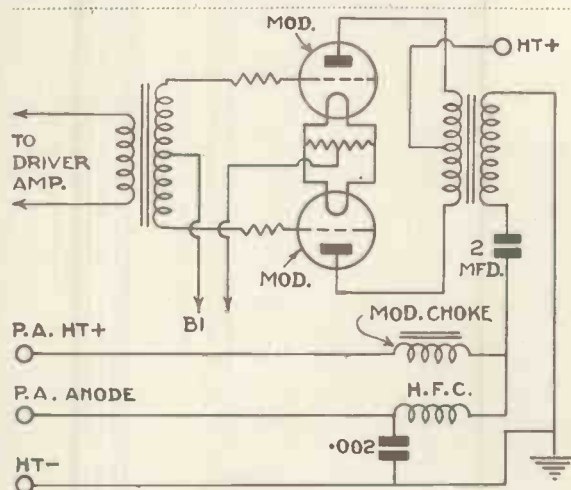 MOD.
HT+
TO
DRIVER
AMP.
2
MFD.
MOD.
B1
MOD. CHOKE
P.A. HT+
H.F.C.
P.A. ANODE
.002
HT-